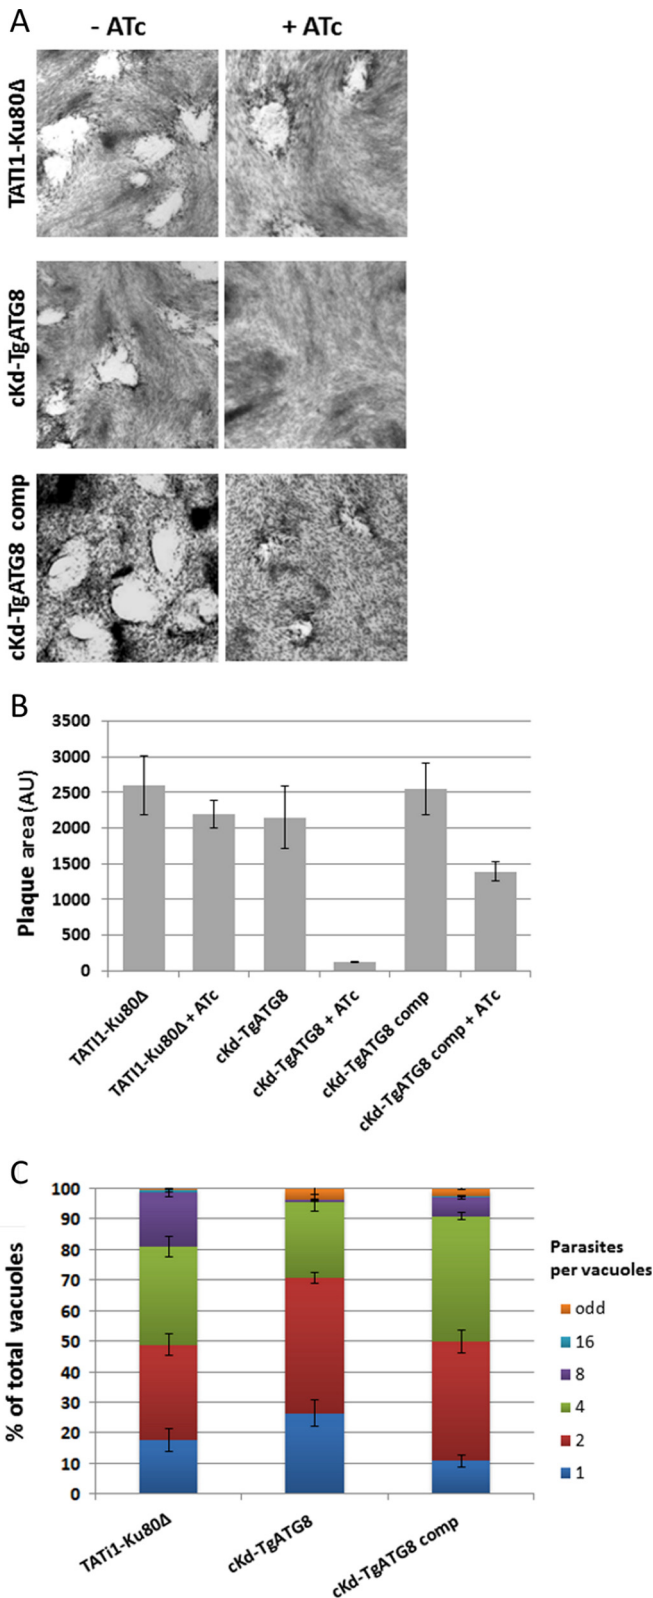 A
- ATc
+ ATc
TATI1-Ku80Δ
cKd-TgATG8
cKd-TgATG8 comp
B
Plaque area(AU)
3500
3000
2500
2000
1500
1000
500
0
TATI1-Ku80Δ
TATI1-Ku80Δ + ATc
cKd-TgATG8
cKd-TgATG8 + ATc
cKd-TgATG8 comp
cKd-TgATG8 comp + ATc
C
% of total vacuoles
100
90
80
70
60
50
40
30
20
10
0
TATi1-Ku80Δ
cKd-TgATG8
cKd-TgATG8 comp
Parasites
per vacuoles
odd
16
8
4
2
1